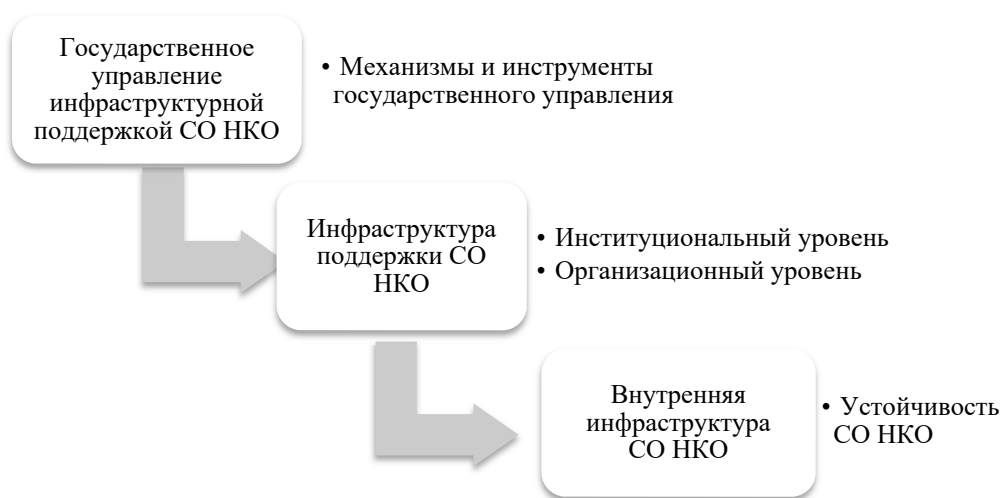 Государственное
управление
инфраструктурной
поддержкой СО НКО
• Механизмы и инструменты
государственного управления
Инфраструктура
поддержки СО
НКО
• Институциональный уровень
• Организационный уровень
Внутренняя
инфраструктура
СО НКО
• Устойчивость
СО НКО